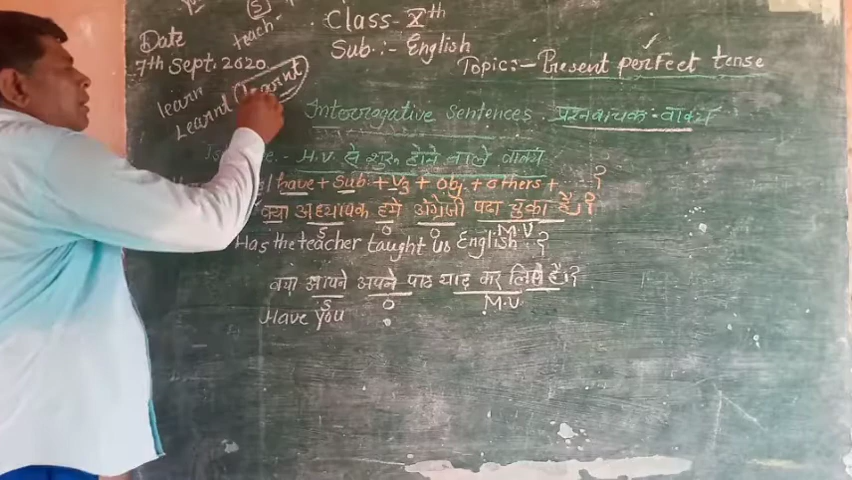 Class-Xth
Sub:- English
Date
7th Sept. 2020
teach-
Topic:- Present perfect tense
learn
Learnt Learnt
Interrogative Sentences. प्रश्नवाचक-वाक्य
H.V. से शुरू होने वाले वाक्य
have + Sub. + V3 + obj. + others + ....?
क्या अध्यापक हमें अंग्रेजी पढा चुका है?
S O O M.V
Has the teacher taught us English?
क्या आपने अपने पाठ याद कर लिये हैं?
S O M.V
Have you